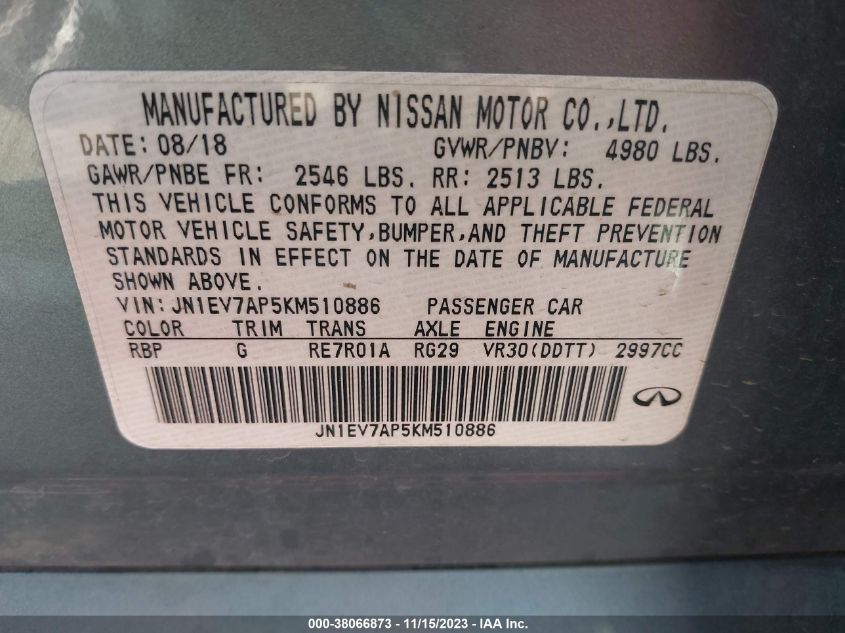 MANUFACTURED BY NISSAN MOTOR CO.,LTD.
DATE: 08/18 GVWR/PNBV: 4980 LBS.
GAWR/PNBE FR: 2546 LBS. RR: 2513 LBS.
THIS VEHICLE CONFORMS TO ALL APPLICABLE FEDERAL
MOTOR VEHICLE SAFETY,BUMPER,AND THEFT PREVENTION
STANDARDS IN EFFECT ON THE DATE OF MANUFACTURE
SHOWN ABOVE.
VIN: JN1EV7AP5KM510886 PASSENGER CAR
COLOR TRIM TRANS AXLE ENGINE
RBP G RE7R01A RG29 VR30(DDTT) 2997CC
JN1EV7AP5KM510886
000-38066873 - 11/15/2023 - IAA Inc.